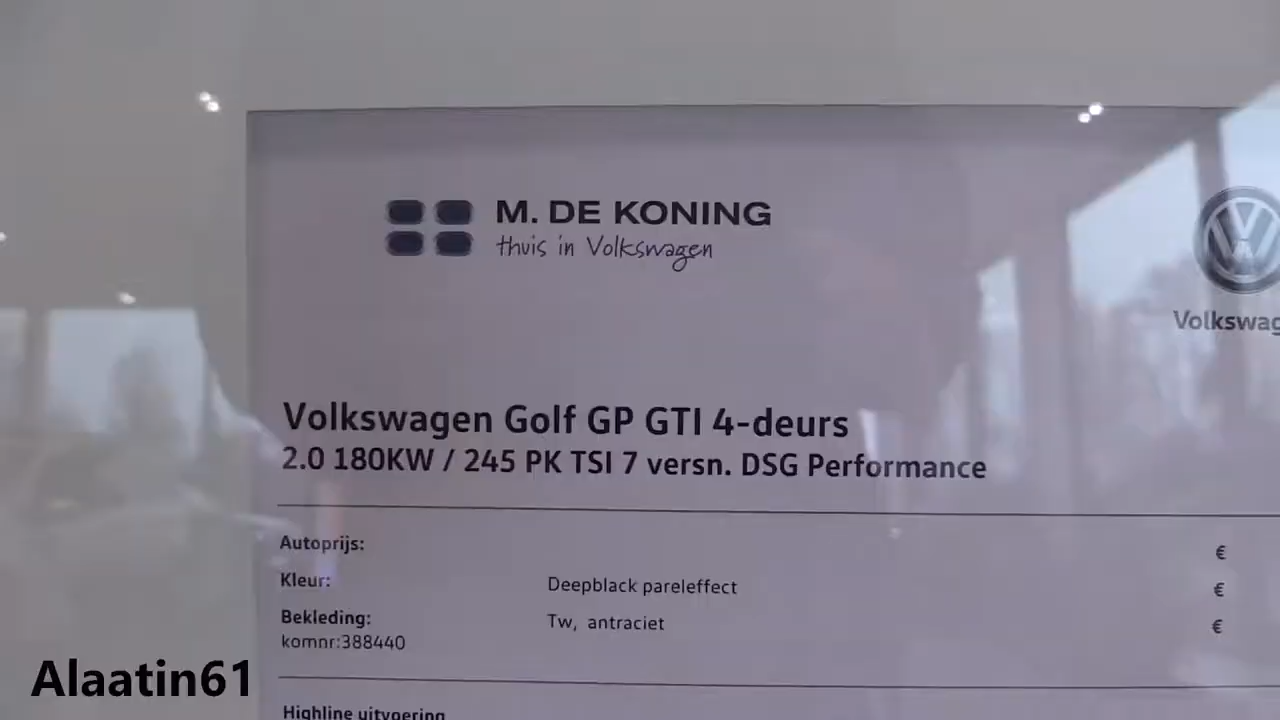 M. DE KONING
thuis in Volkswagen
Volkswag
Volkswagen Golf GP GTI 4-deurs
2.0 180KW / 245 PK TSI 7 versn. DSG Performance
Autoprijs: €
Kleur: Deepblack pareleffect €
Bekleding: Tw, antraciet €
komnr:388440
Highline uitvoering
Alaatin61